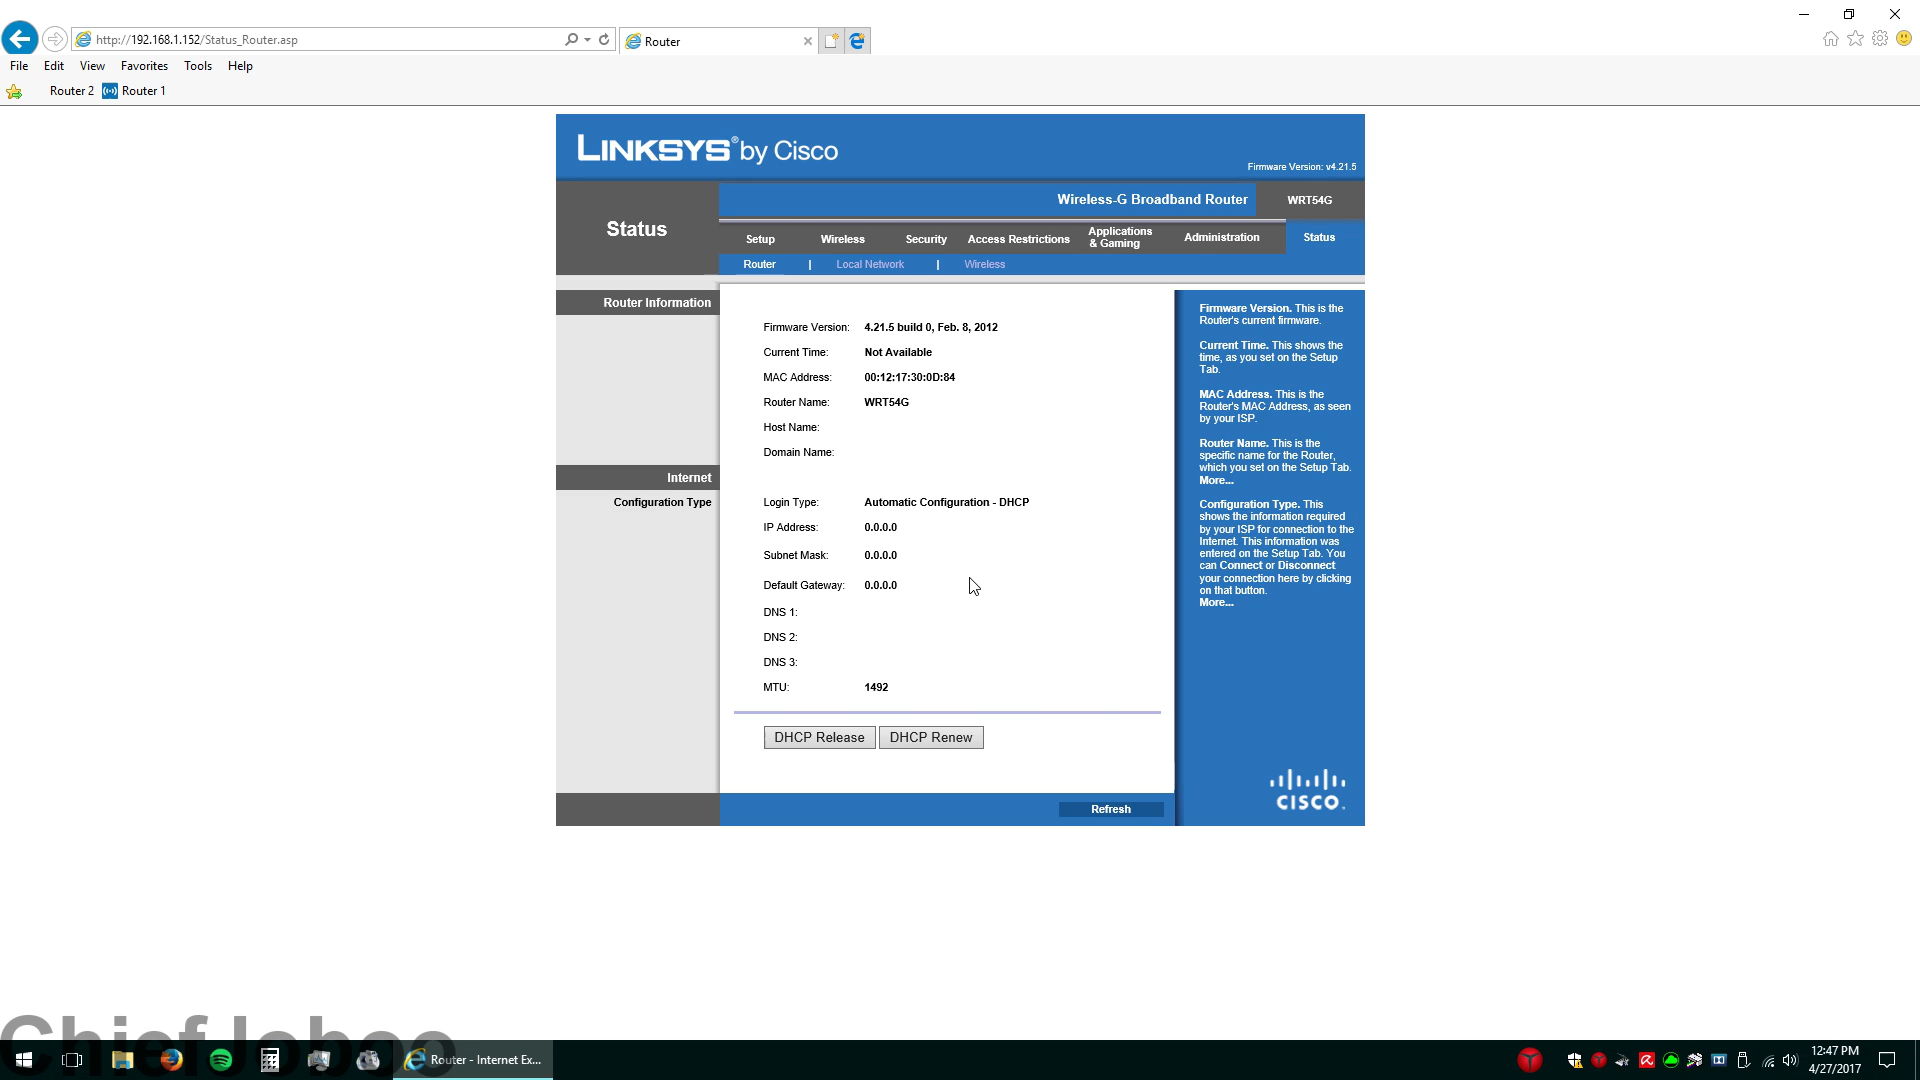 http://192.168.1.152/Status_Router.asp
Router
File Edit View Favorites Tools Help
Router 2 Router 1
LINKSYS® by Cisco
Firmware Version: v4.21.5
Wireless-G Broadband Router WRT54G
Status
Setup Wireless Security Access Restrictions Applications & Gaming Administration Status
Router | Local Network | Wireless
Router Information
Firmware Version: 4.21.5 build 0, Feb. 8, 2012
Current Time: Not Available
MAC Address: 00:12:17:30:0D:84
Router Name: WRT54G
Host Name:
Domain Name:
Internet
Configuration Type
Login Type: Automatic Configuration - DHCP
IP Address: 0.0.0.0
Subnet Mask: 0.0.0.0
Default Gateway: 0.0.0.0
DNS 1:
DNS 2:
DNS 3:
MTU: 1492
DHCP Release DHCP Renew
Firmware Version. This is the
Router's current firmware.
Current Time. This shows the
time, as you set on the Setup
Tab.
MAC Address. This is the
Router's MAC Address, as seen
by your ISP.
Router Name. This is the
specific name for the Router,
which you set on the Setup Tab.
More...
Configuration Type. This
shows the information required
by your ISP for connection to the
Internet. This information was
entered on the Setup Tab. You
can Connect or Disconnect
your connection here by clicking
on that button.
More...
CISCO.
Refresh
Chief Joboo
Router - Internet Ex...
12:47 PM
4/27/2017